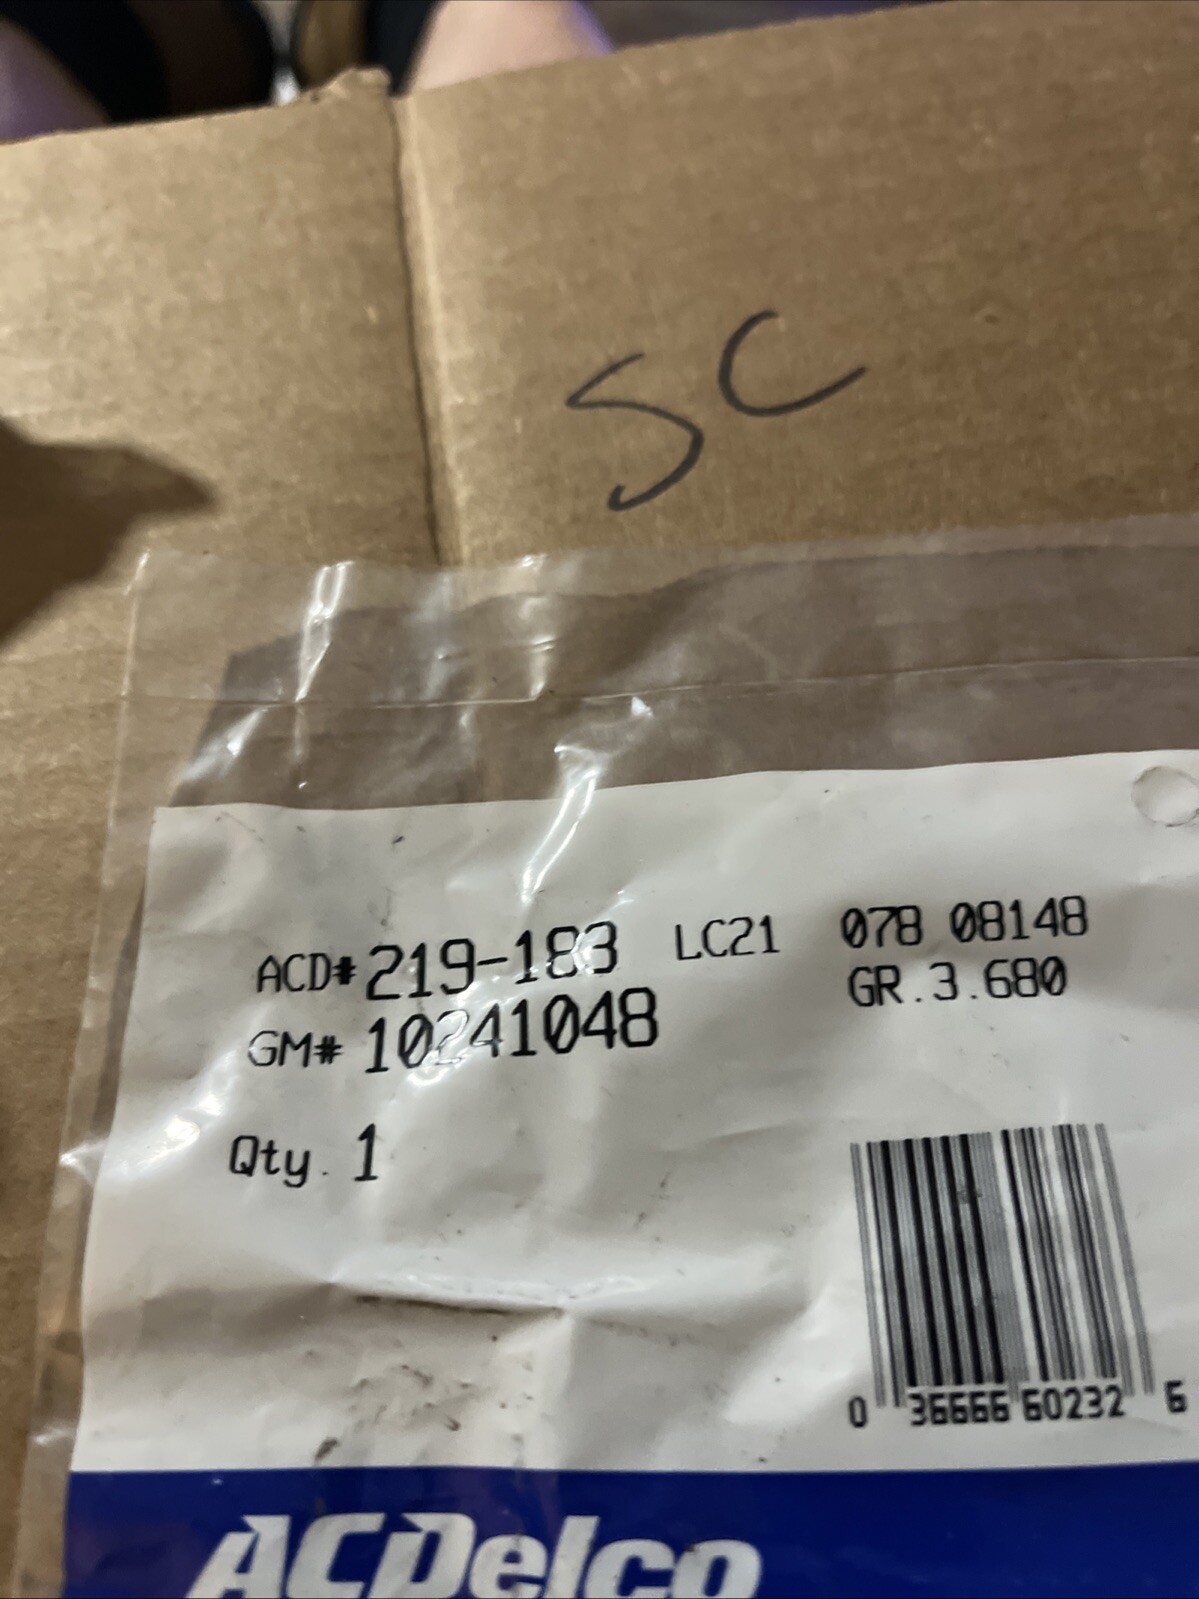 SC
ACD# 219-183 LC21 078 08148
GM# 10241048 GR.3.680
Qty. 1
0 36666 60232 6
ACDelco